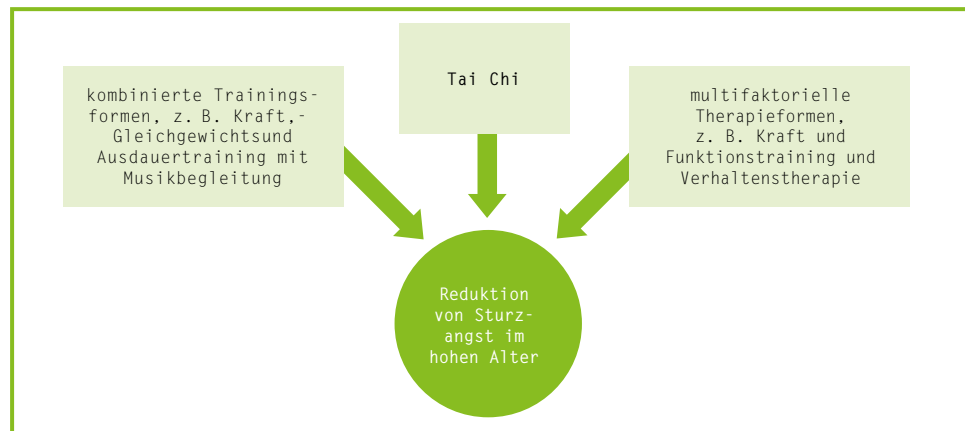 kombinierte Trainings-
formen, z. B. Kraft,-
Gleichgewichtsund
Ausdauertraining mit
Musikbegleitung
Tai Chi
multifaktorielle
Therapieformen,
z. B. Kraft und
Funktionstraining und
Verhaltenstherapie
Reduktion
von Sturz-
angst im
hohen Alter